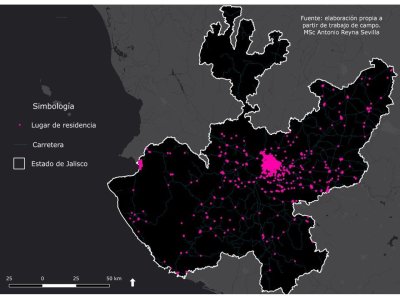 Fuente: elaboración propia a
partir de trabajo de campo.
MSc Antonio Reyna Sevilla
Simbología
Lugar de residencia
Carretera
Estado de Jalisco
25 0 25 50 km